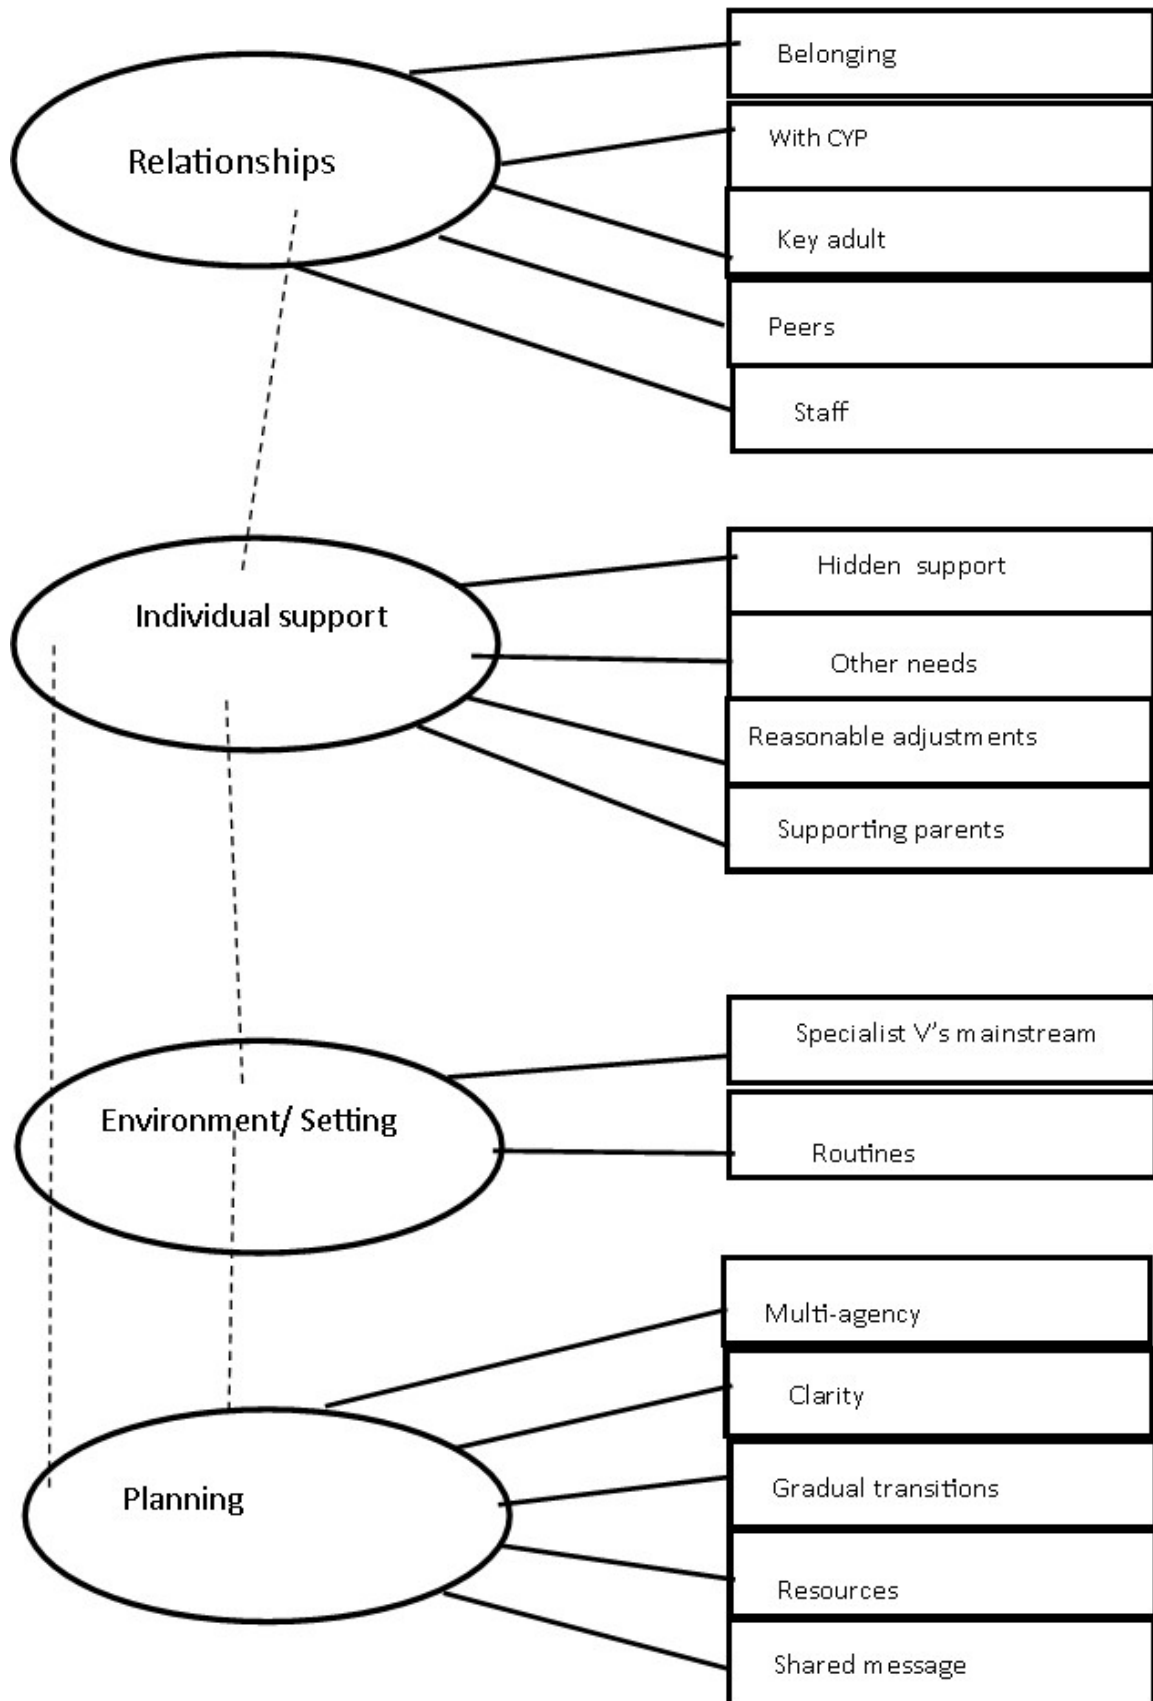 Relationships
Belonging
With CYP
Key adult
Peers
Staff
Individual support
Hidden support
Other needs
Reasonable adjustments
Supporting parents
Environment/ Setting
Specialist V's mainstream
Routines
Planning
Multi-agency
Clarity
Gradual transitions
Resources
Shared message